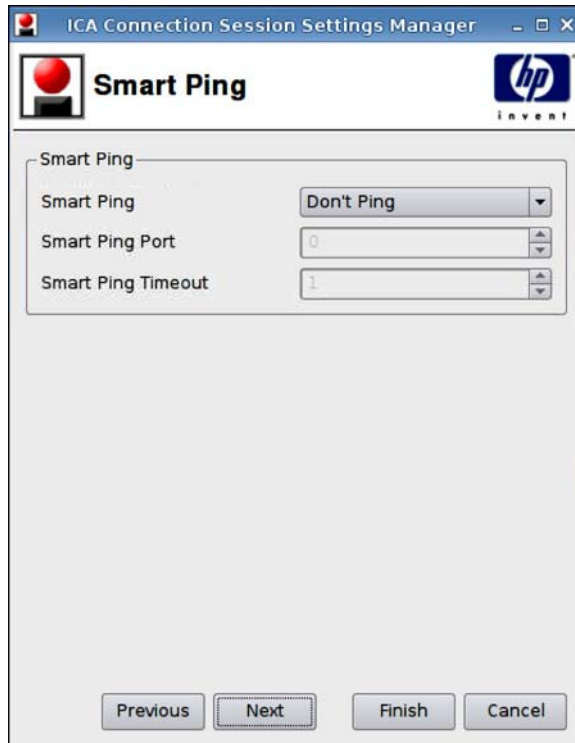 ICA Connection Session Settings Manager
Smart Ping
hp
invent
Smart Ping
Smart Ping Don't Ping
Smart Ping Port 0
Smart Ping Timeout 1
Previous Next Finish Cancel